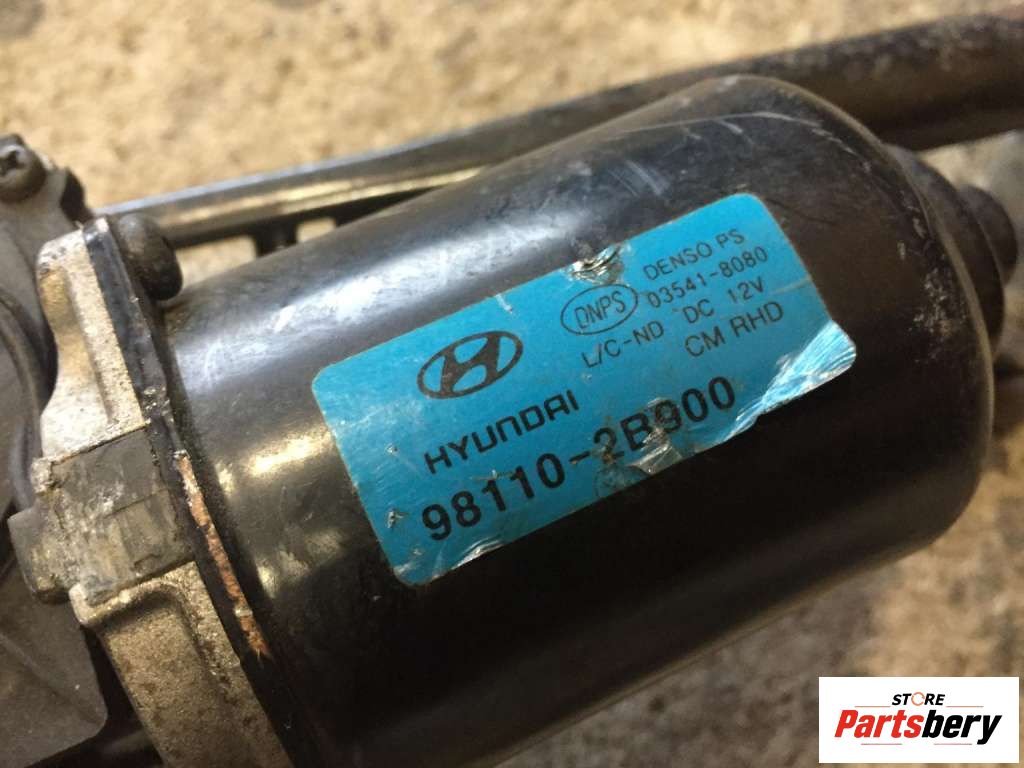 DENSO PS
DNPS
03541-8080
L/C-ND DC 12V
CM RHD
HYUNDAI
98110-2B900
STORE
Partsbery